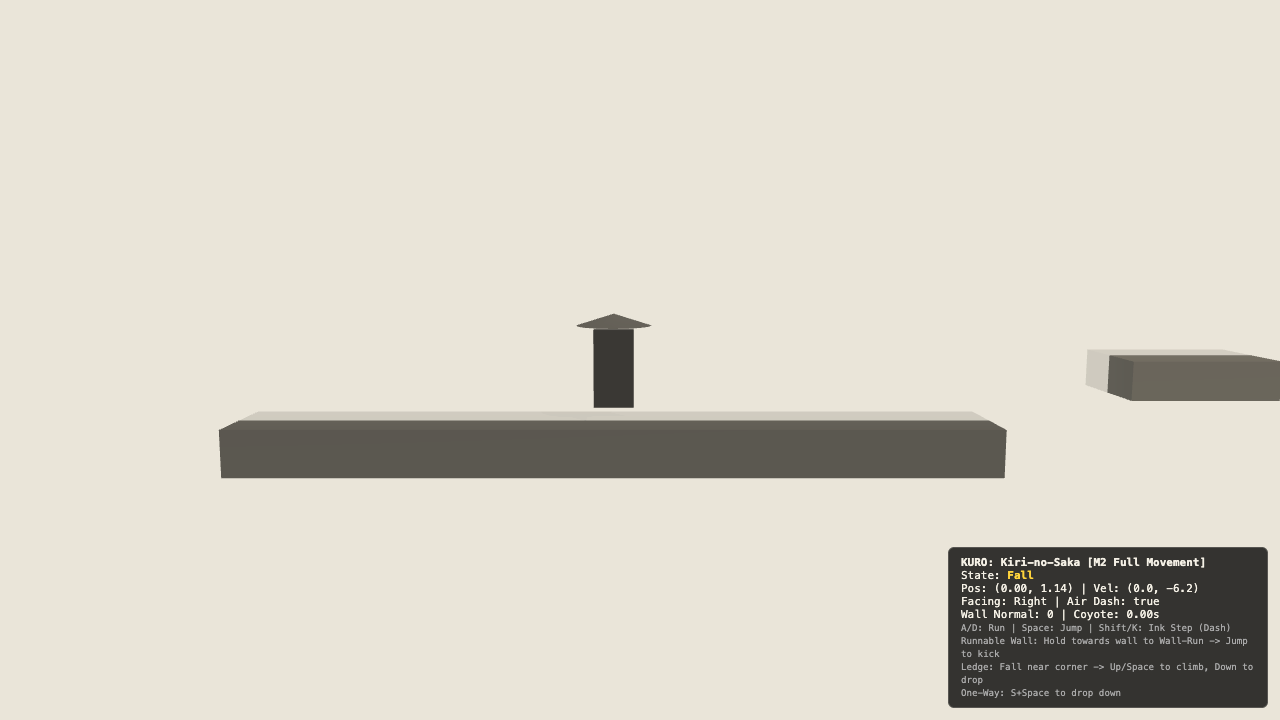 KURO: Kiri-no-Saka [M2 Full Movement]
State: Fall
Pos: (0.00, 1.14) | Vel: (0.0, -6.2)
Facing: Right | Air Dash: true
Wall Normal: 0 | Coyote: 0.00s
A/D: Run | Space: Jump | Shift/K: Ink Step (Dash)
Runnable Wall: Hold towards wall to Wall-Run -> Jump
to kick
Ledge: Fall near corner -> Up/Space to climb, Down to
drop
One-Way: S+Space to drop down